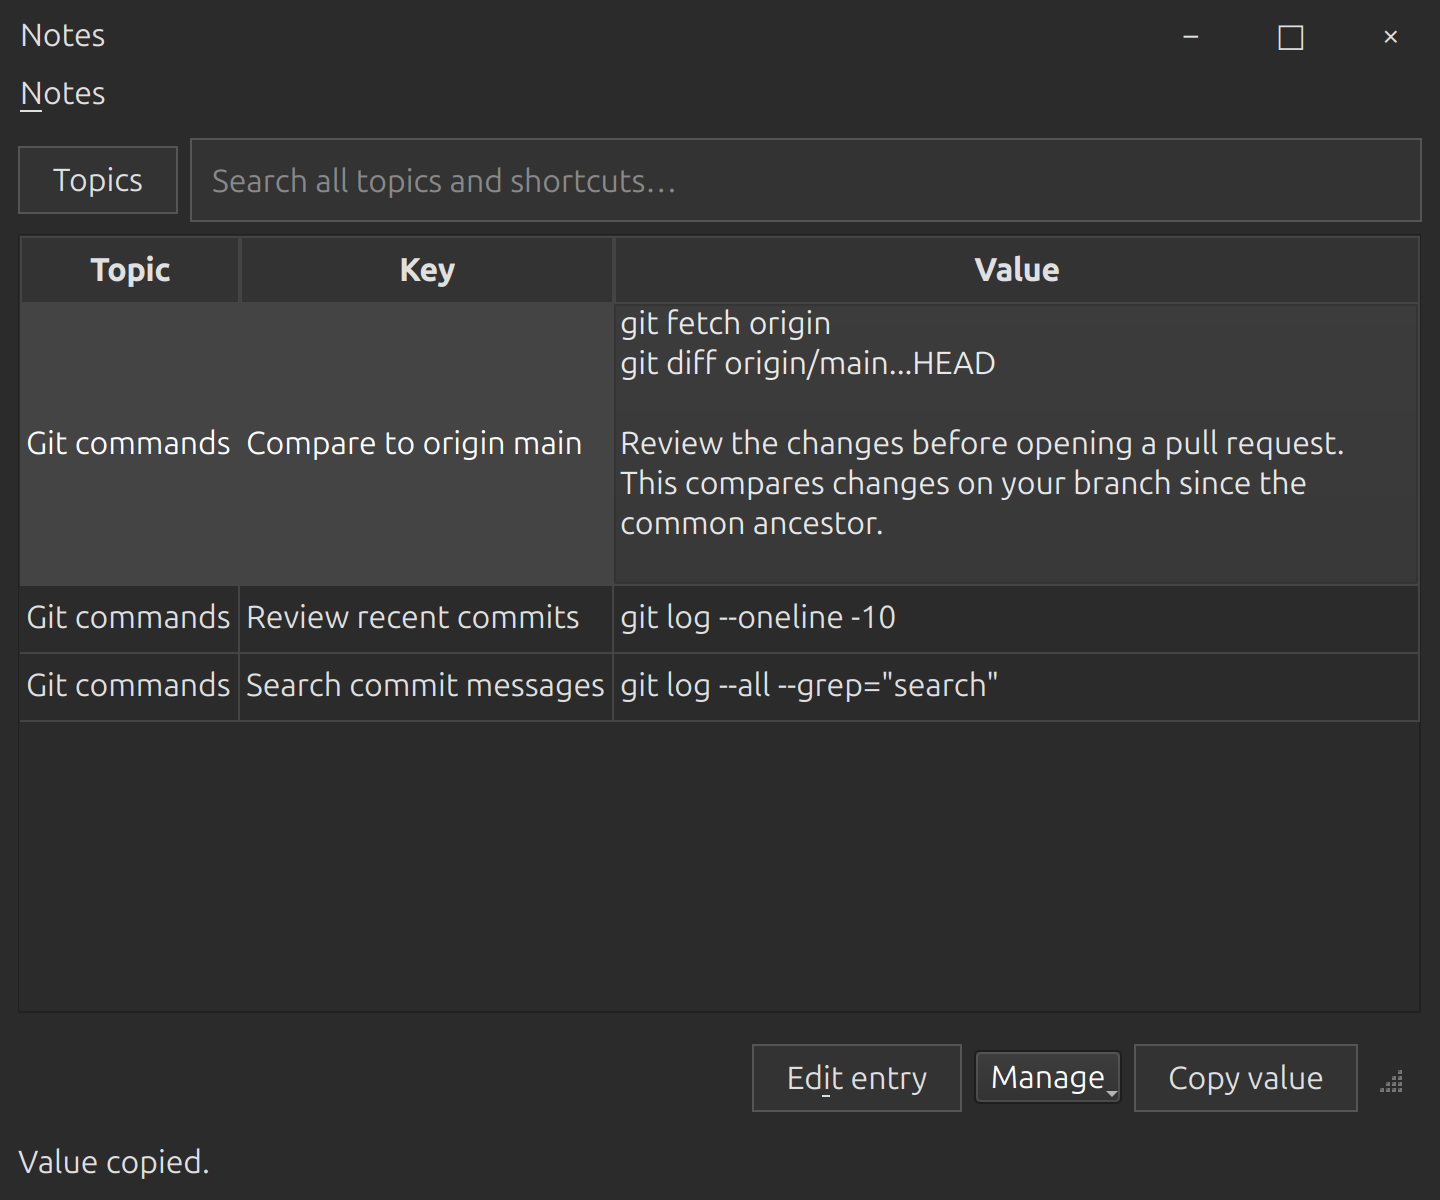 Notes
Notes
Topics
Search all topics and shortcuts…
Topic Key Value
git fetch origin
git diff origin/main...HEAD
Git commands Compare to origin main Review the changes before opening a pull request.
This compares changes on your branch since the
common ancestor.
Git commands Review recent commits git log --oneline -10
Git commands Search commit messages git log --all --grep="search"
Edit entry Manage Copy value
Value copied.